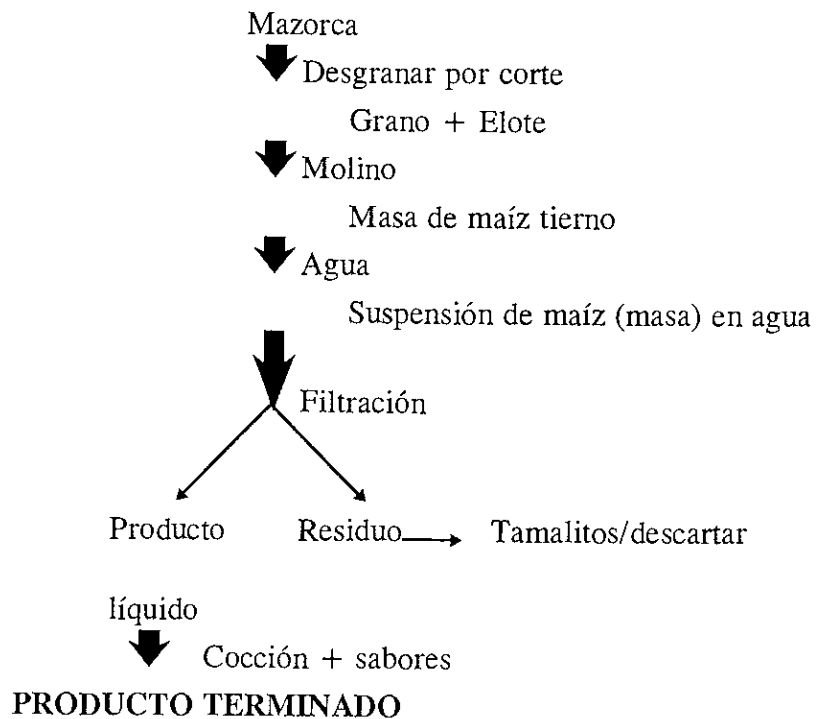 Mazorca
Desgranar por corte
Grano + Elote
Molino
Masa de maíz tierno
Agua
Suspensión de maíz (masa) en agua
Filtración
Producto Residuo Tamalitos/descartar
líquido
Cocción + sabores
PRODUCTO TERMINADO